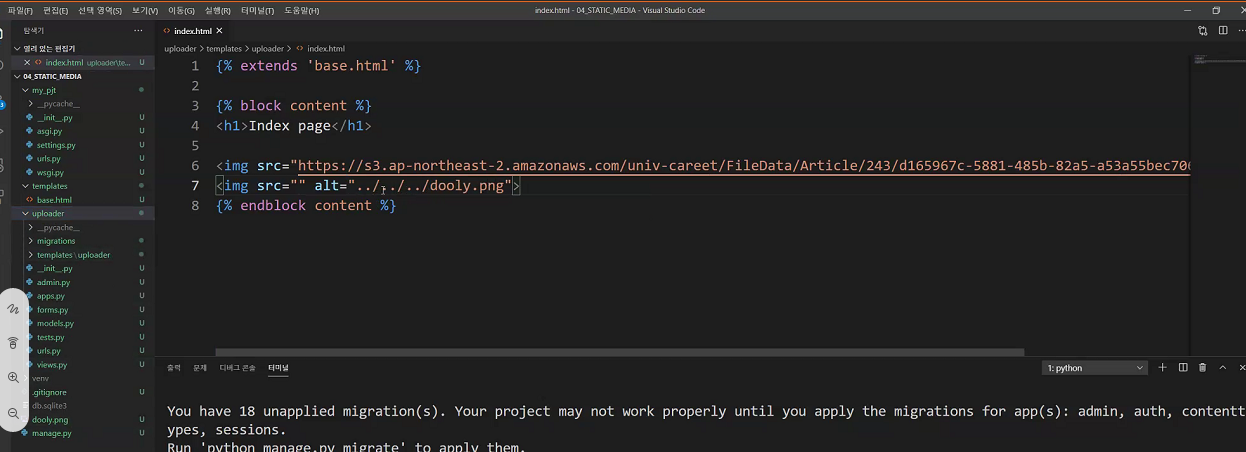 파일(F) 편집(E) 선택 영역(S) 보기(V) 이동(G) 실행(R) 터미널(T) 도움말(H) index.html - 04_STATIC_MEDIA - Visual Studio Code
탐색기 ···
index.html
열려 있는 편집기
uploader > templates > uploader > index.html
index.html uploader\te... U
04_STATIC_MEDIA
my_pjt
__pycache__
__init__.py U
asgi.py U
settings.py U
urls.py U
wsgi.py U
templates
base.html U
uploader
__pycache__
migrations
templates \ uploader
__init__.py U
admin.py U
apps.py U
forms.py U
models.py U
tests.py U
urls.py U
views.py U
venv
.gitignore U
db.sqlite3
dooly.png U
manage.py U
1 {% extends 'base.html' %}
2
3 {% block content %}
4 <h1>Index page</h1>
5
6 <img src="https://s3.ap-northeast-2.amazonaws.com/univ-careet/FileData/Article/243/d165967c-5881-485b-82a5-a53a55bec700
7 <img src="" alt="../../../dooly.png">
8 {% endblock content %}
출력 문제 디버그 콘솔 터미널 1: python
You have 18 unapplied migration(s). Your project may not work properly until you apply the migrations for app(s): admin, auth, contentt
ypes, sessions.
Run 'python manage.py migrate' to apply them.